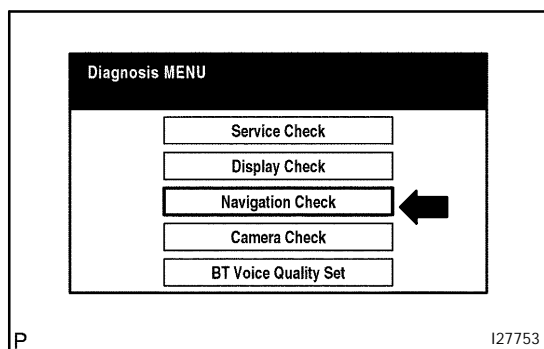 Diagnosis MENU
Service Check
Display Check
Navigation Check
Camera Check
BT Voice Quality Set
P
I27753